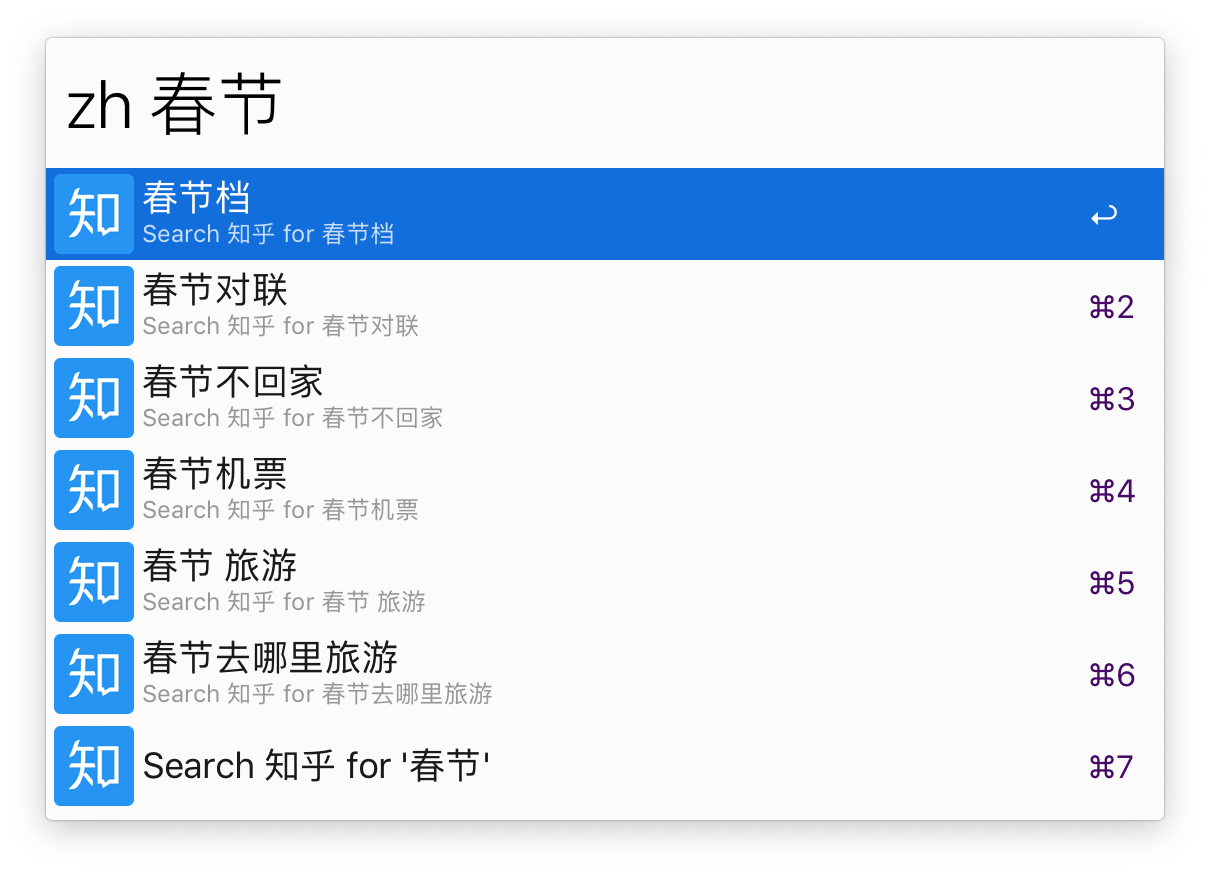 zh 春节
知 春节档
Search 知乎 for 春节档
知 春节对联 ⌘2
Search 知乎 for 春节对联
知 春节不回家 ⌘3
Search 知乎 for 春节不回家
知 春节机票 ⌘4
Search 知乎 for 春节机票
知 春节 旅游 ⌘5
Search 知乎 for 春节 旅游
知 春节去哪里旅游 ⌘6
Search 知乎 for 春节去哪里旅游
知 Search 知乎 for '春节' ⌘7